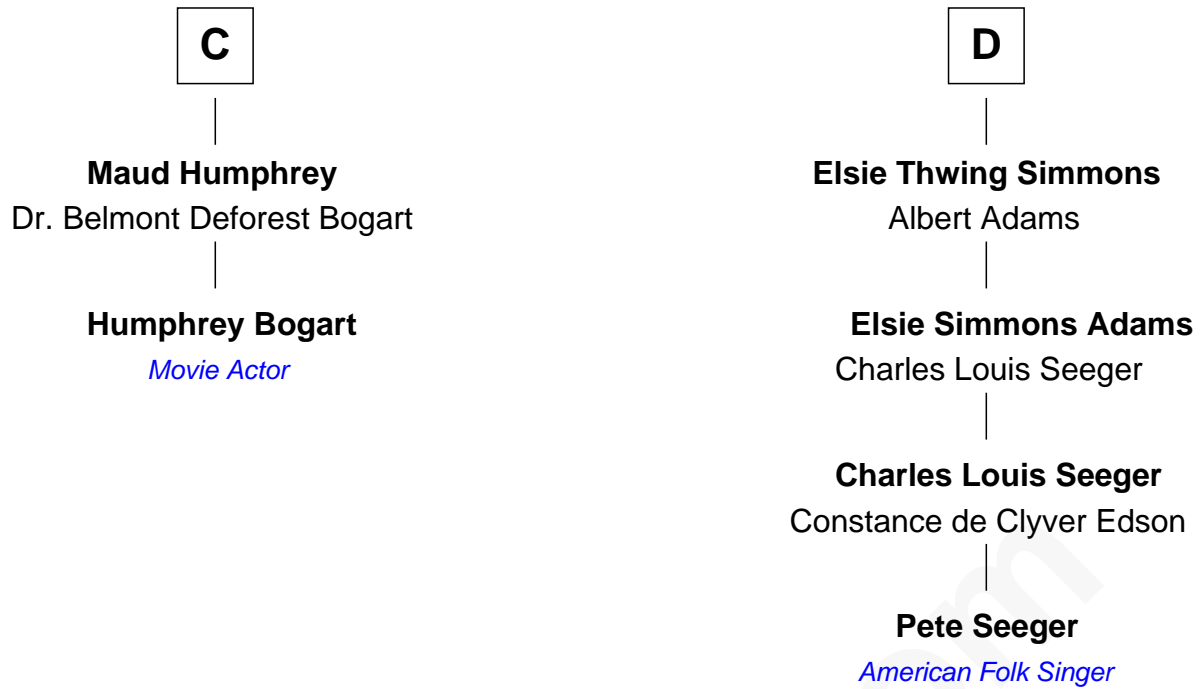 C
Maud Humphrey
Dr. Belmont Deforest Bogart
Humphrey Bogart
Movie Actor
D
Elsie Thwing Simmons
Albert Adams
Elsie Simmons Adams
Charles Louis Seeger
Charles Louis Seeger
Constance de Clyver Edson
Pete Seeger
American Folk Singer